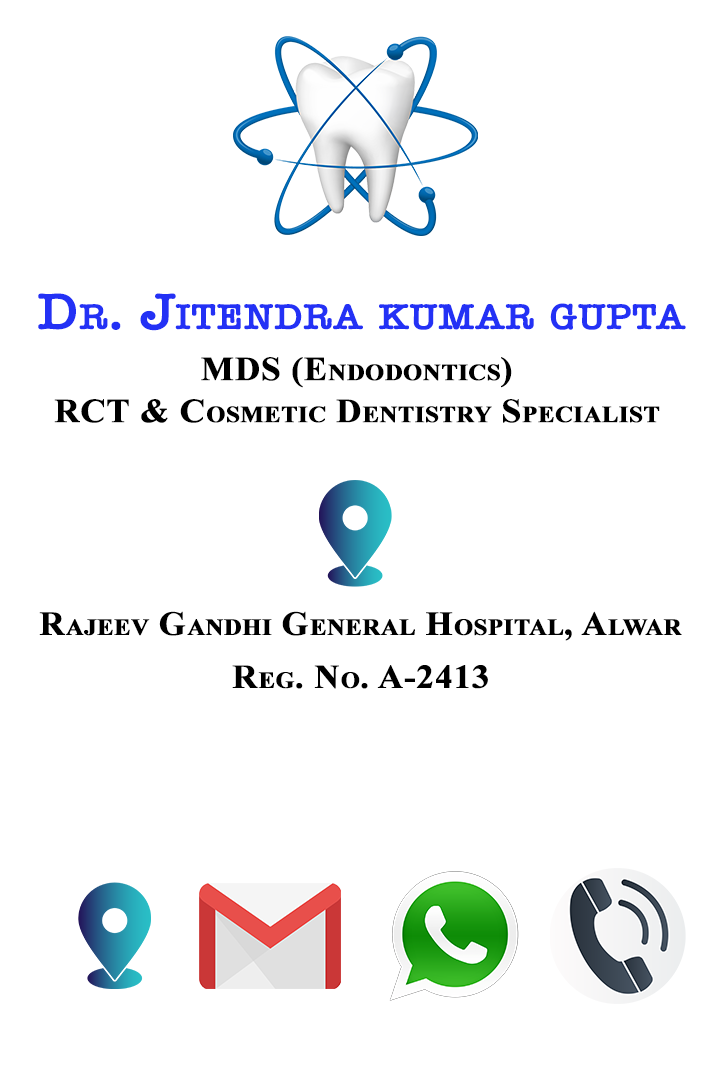 Dr. Jitendra kumar gupta
MDS (Endodontics)
RCT & Cosmetic Dentistry Specialist
Rajeev Gandhi General Hospital, Alwar
Reg. No. A-2413